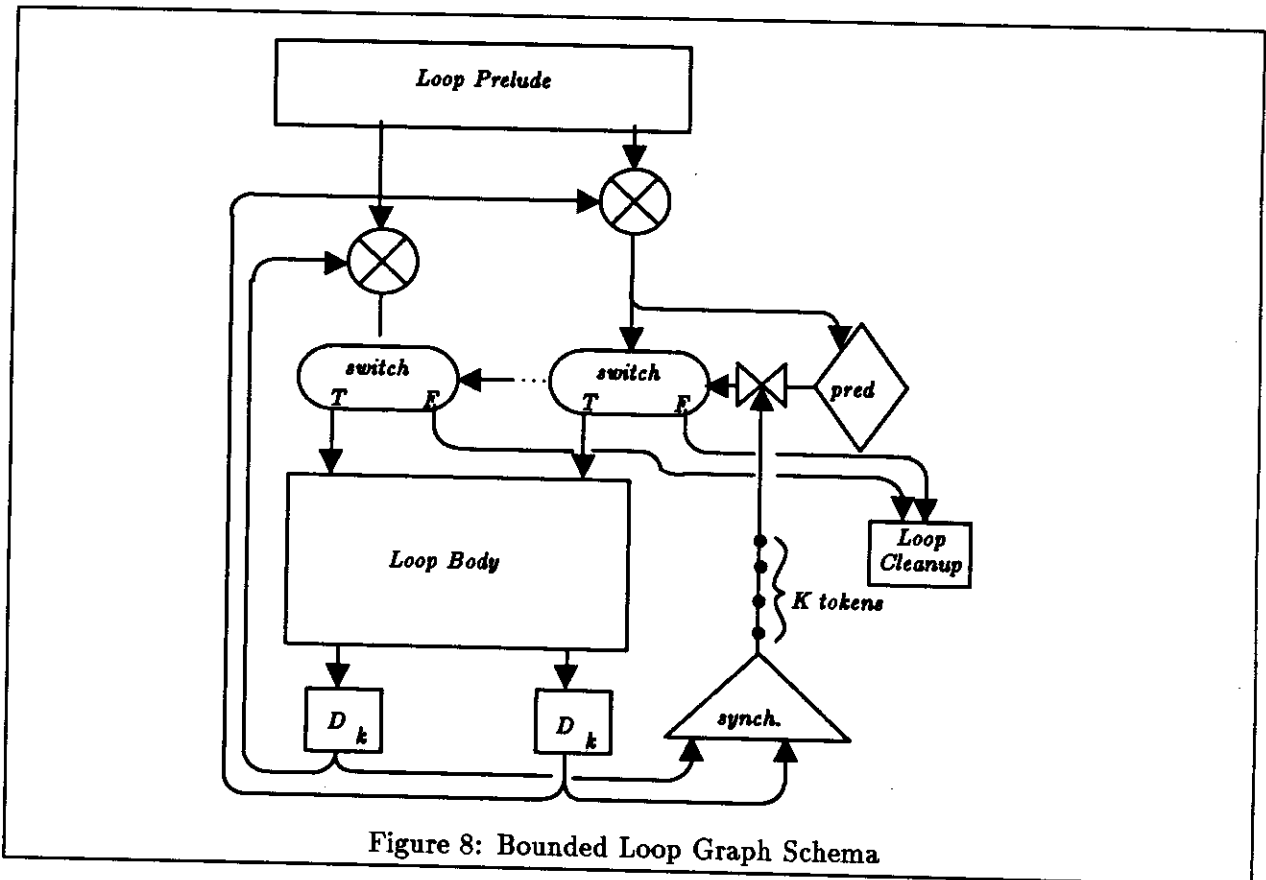 Loop Prelude
switch
T F
switch
T F
pred
Loop Body
Loop
Cleanup
K tokens
D k
D k
synch.
Figure 8: Bounded Loop Graph Schema